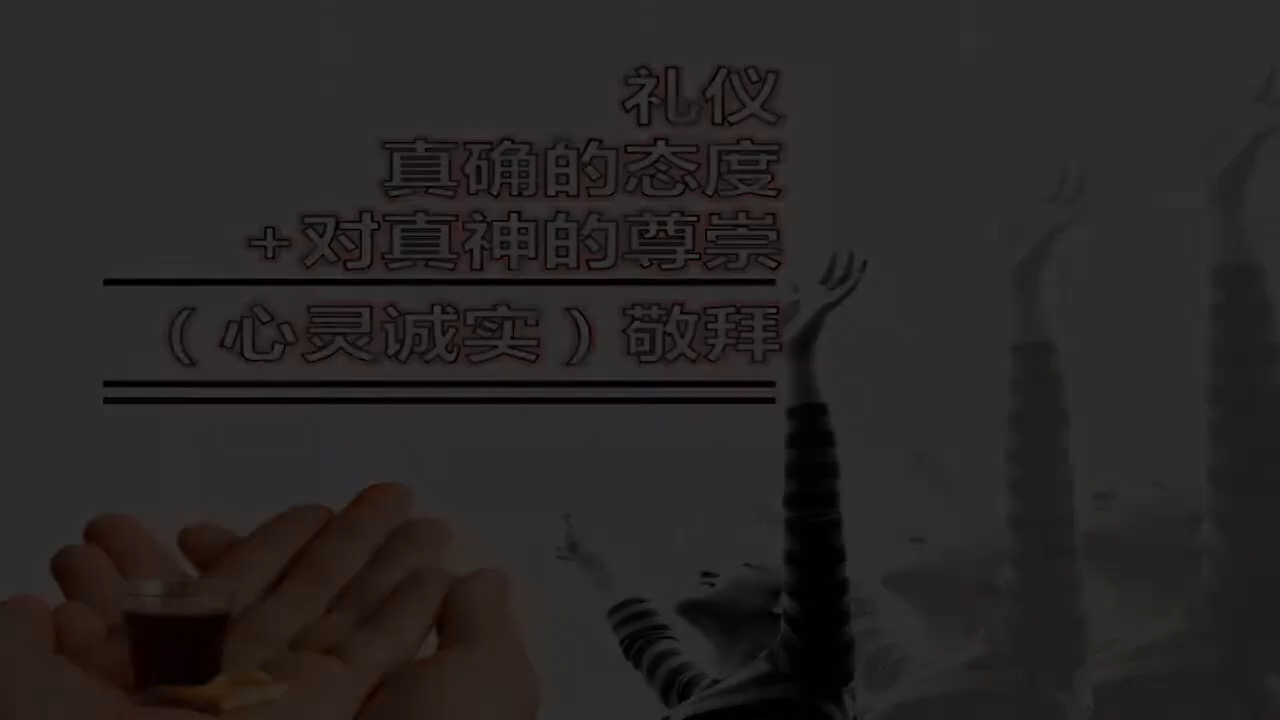 礼仪
真确的态度
+对真神的尊崇
（心灵诚实）敬拜